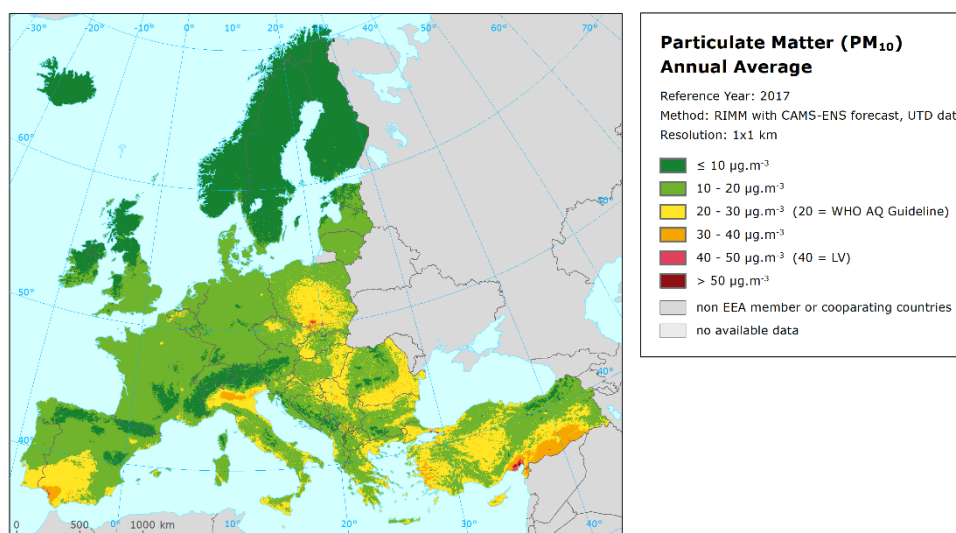 -30° -20° -10° 0° 10° 20° 30° 40° 50° 60° 70°
60°
50°
50°
40°
40°
0 500 1000 km
0° 10° 20° 30° 40°
Particulate Matter (PM₁₀)
Annual Average
Reference Year: 2017
Method: RIMM with CAMS-ENS forecast, UTD dat
Resolution: 1x1 km
≤ 10 µg.m⁻³
10 - 20 µg.m⁻³
20 - 30 µg.m⁻³ (20 = WHO AQ Guideline)
30 - 40 µg.m⁻³
40 - 50 µg.m⁻³ (40 = LV)
> 50 µg.m⁻³
non EEA member or cooparating countries
no available data